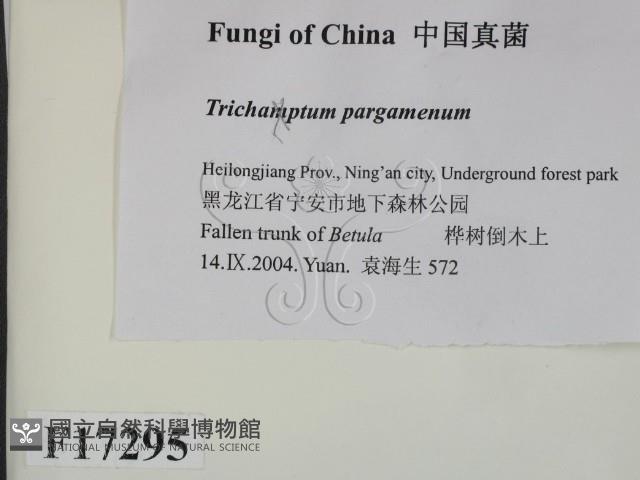 Fungi of China 中国真菌
Trichamptum pargamenum
Heilongjiang Prov., Ning'an city, Underground forest park
黑龙江省宁安市地下森林公园
Fallen trunk of Betula 桦树倒木上
14.Ⅸ.2004. Yuan. 袁海生 572
國立自然科學博物館
NATIONAL MUSEUM OF NATURAL SCIENCE
F17295